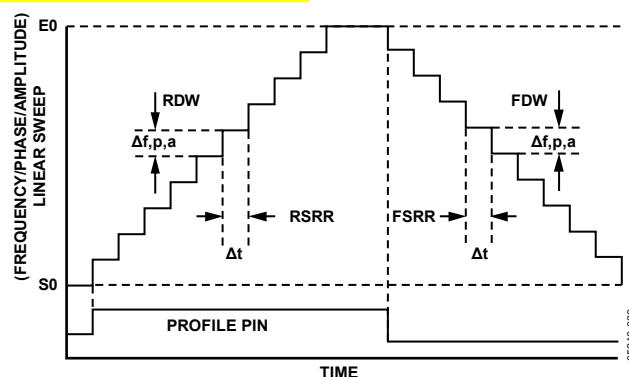 (FREQUENCY/PHASE/AMPLITUDE)
LINEAR SWEEP
E0
RDW
FDW
Δf,p,a
Δf,p,a
RSRR
FSRR
Δt
Δt
S0
PROFILE PIN
TIME